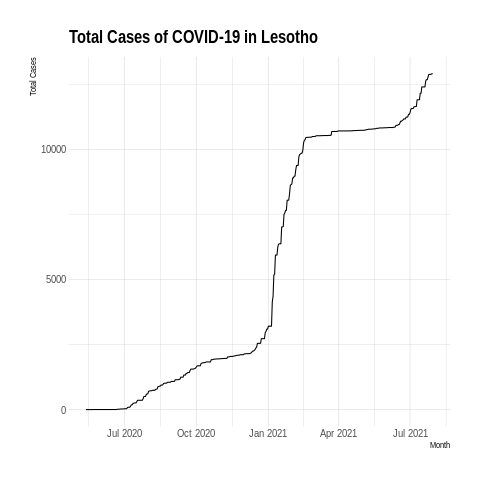 Total Cases of COVID-19 in Lesotho
Total Cases
10000
5000
0
Jul 2020 Oct 2020 Jan 2021 Apr 2021 Jul 2021
Month